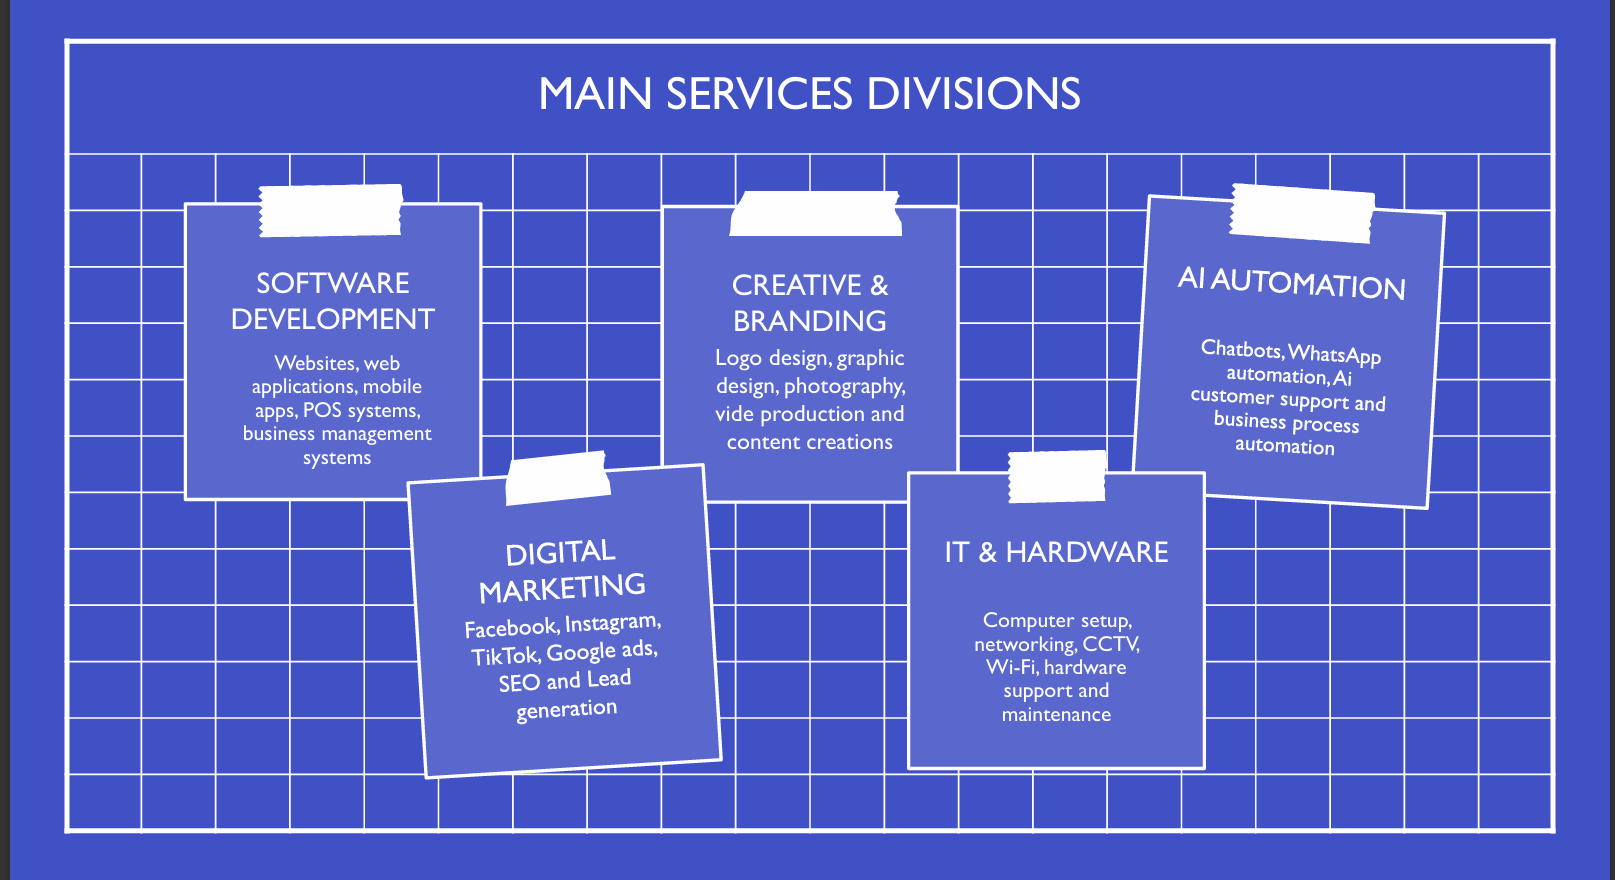 MAIN SERVICES DIVISIONS
SOFTWARE
DEVELOPMENT
Websites, web
applications, mobile
apps, POS systems,
business management
systems
CREATIVE &
BRANDING
Logo design, graphic
design, photography,
vide production and
content creations
AI AUTOMATION
Chatbots, WhatsApp
automation, Ai
customer support and
business process
automation
DIGITAL
MARKETING
Facebook, Instagram,
TikTok, Google ads,
SEO and Lead
generation
IT & HARDWARE
Computer setup,
networking, CCTV,
Wi-Fi, hardware
support and
maintenance